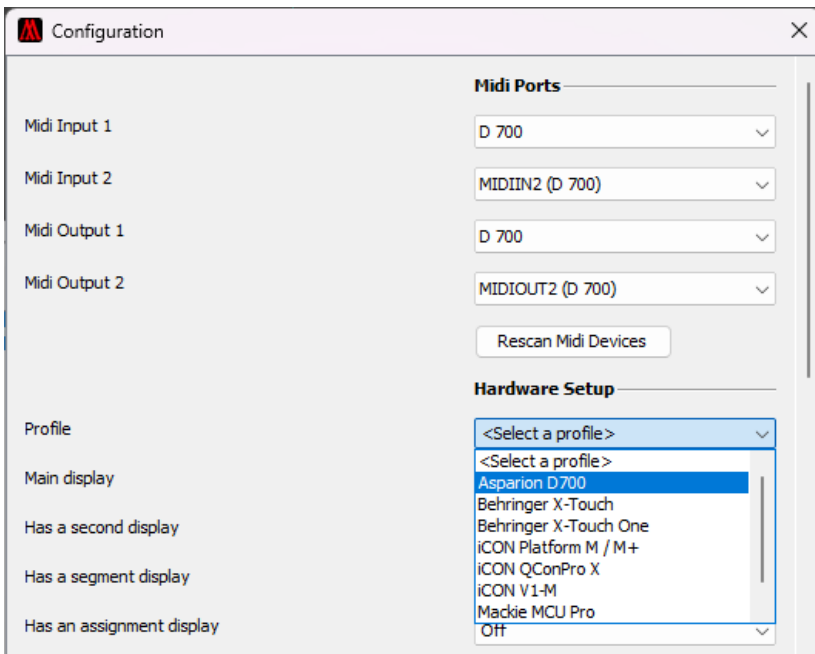 Configuration
Midi Ports
Midi Input 1
D 700
Midi Input 2
MIDIIN2 (D 700)
Midi Output 1
D 700
Midi Output 2
MIDIOUT2 (D 700)
Rescan Midi Devices
Hardware Setup
Profile
<Select a profile>
<Select a profile>
Main display
Asparion D700
Behringer X-Touch
Has a second display
Behringer X-Touch One
iCON Platform M / M+
Has a segment display
iCON QConPro X
iCON V1-M
Mackie MCU Pro
Has an assignment display
Off